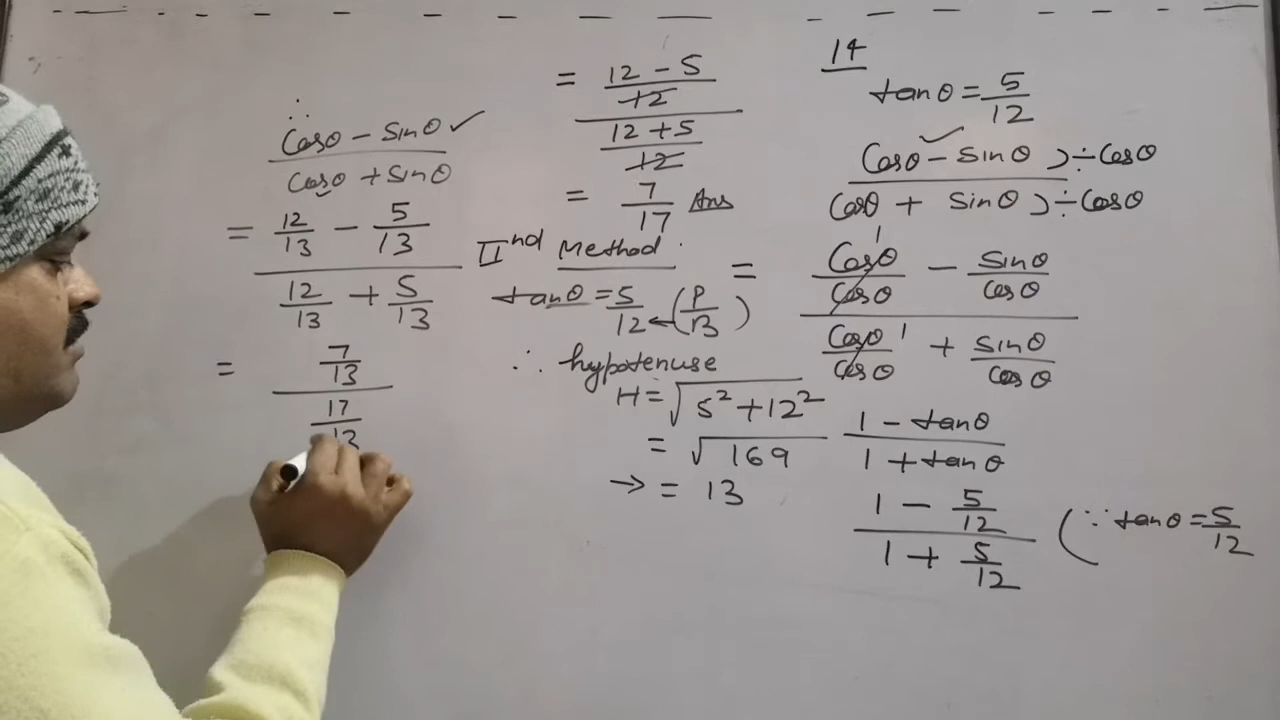 14
tanθ = 5/12
Cosθ - Sinθ ) ÷ Cosθ
Cosθ + Sinθ ) ÷ Cosθ
= Cosθ/Cosθ 1 - Sinθ/Cosθ
Cosθ/Cosθ 1 + Sinθ/Cosθ
1 - tanθ
1 + tanθ
1 - 5/12
1 + 5/12
( ∵ tanθ = 5/12
= 12 - 5
12
12 + 5
12
= 7/17 Ans
IInd Method
tanθ = 5/12 ← (P/B)
∴ hypotenuse
H = √5² + 12²
= √169
→ = 13
∴
Cosθ - Sinθ ✓
Cosθ + Sinθ
= 12/13 - 5/13
12/13 + 5/13
= 7/13
17/13